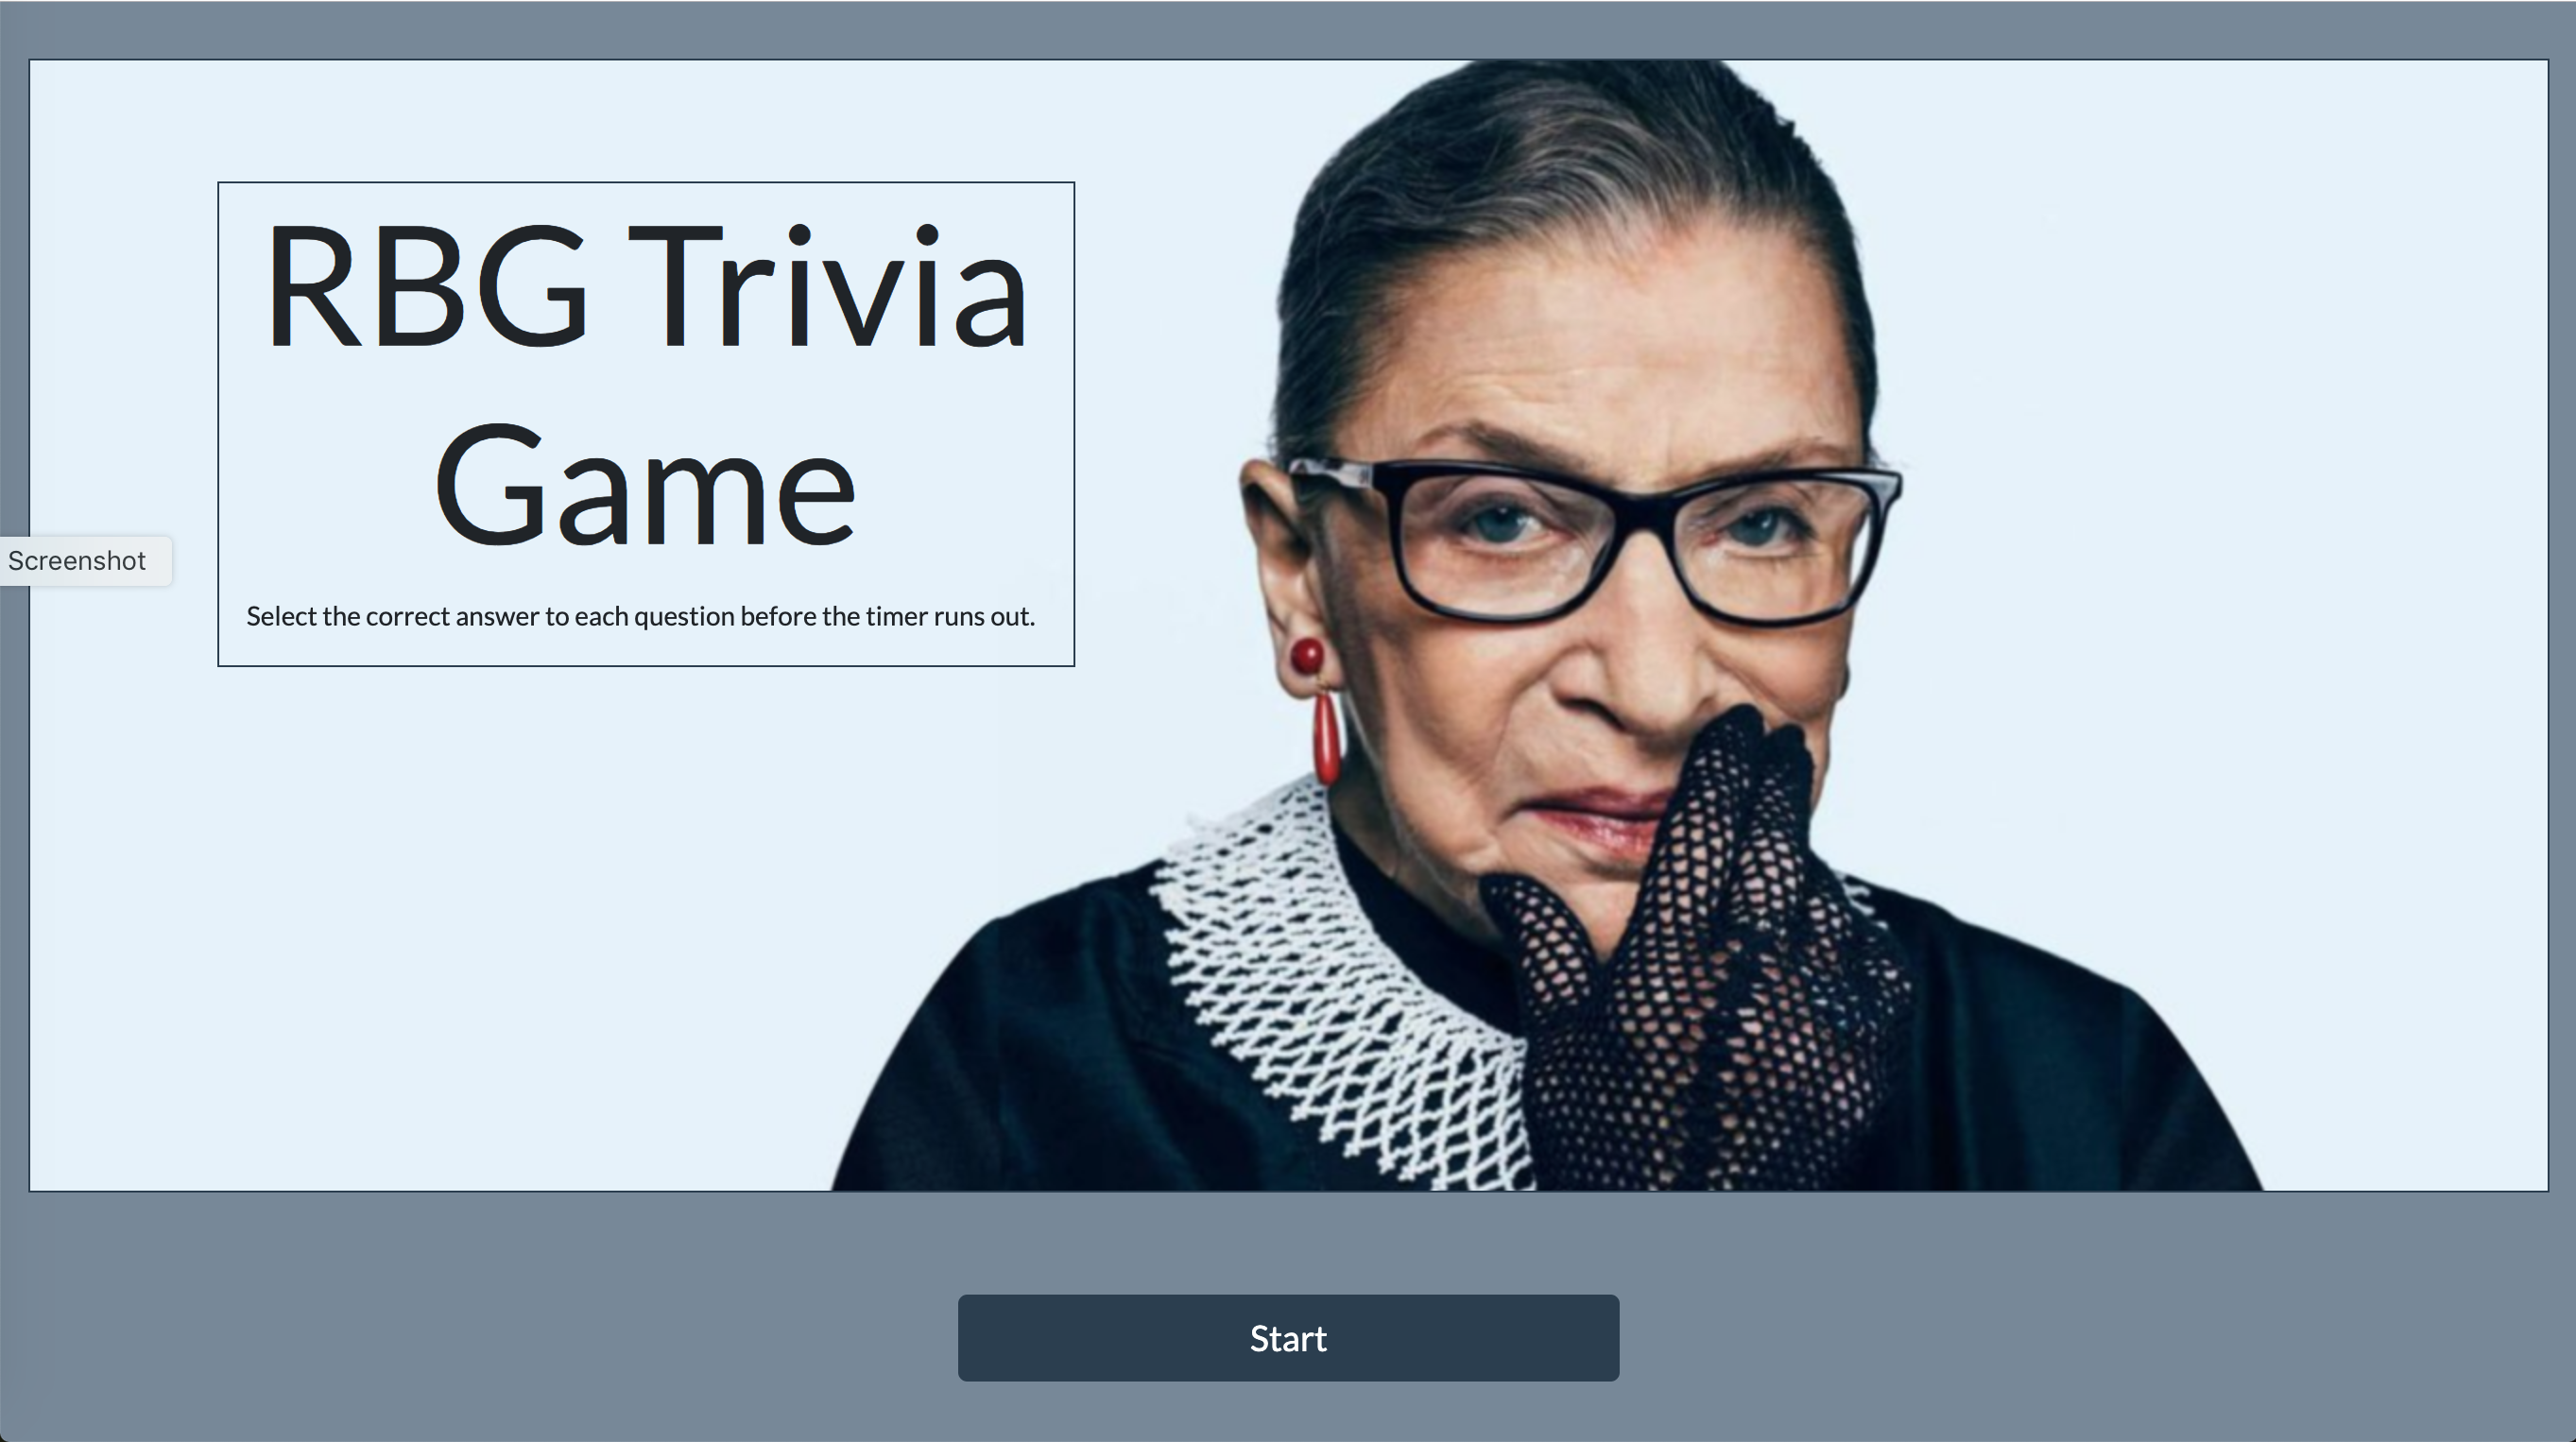 RBG Trivia
Game
Screenshot
Select the correct answer to each question before the timer runs out.
Start